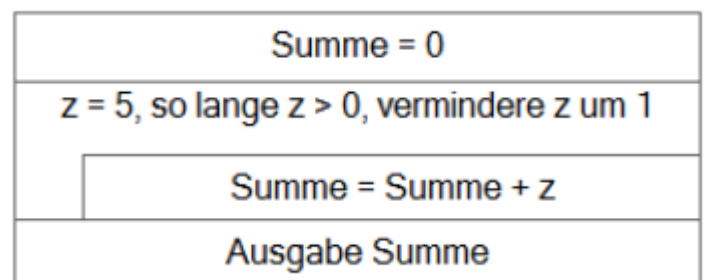 Summe = 0
z = 5, so lange z > 0, vermindere z um 1
Summe = Summe + z
Ausgabe Summe